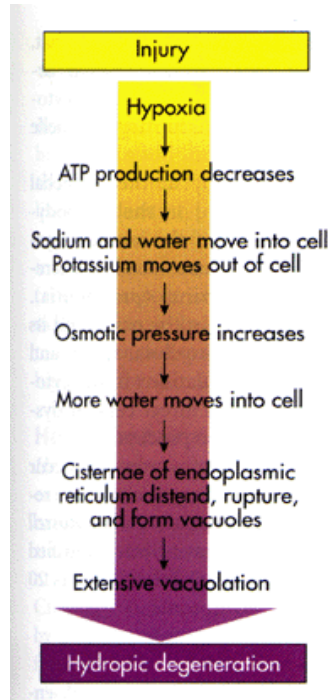 Injury
Hypoxia
ATP production decreases
Sodium and water move into cell
Potassium moves out of cell
Osmotic pressure increases
More water moves into cell
Cisternae of endoplasmic
reticulum distend, rupture,
and form vacuoles
Extensive vacuolation
Hydropic degeneration